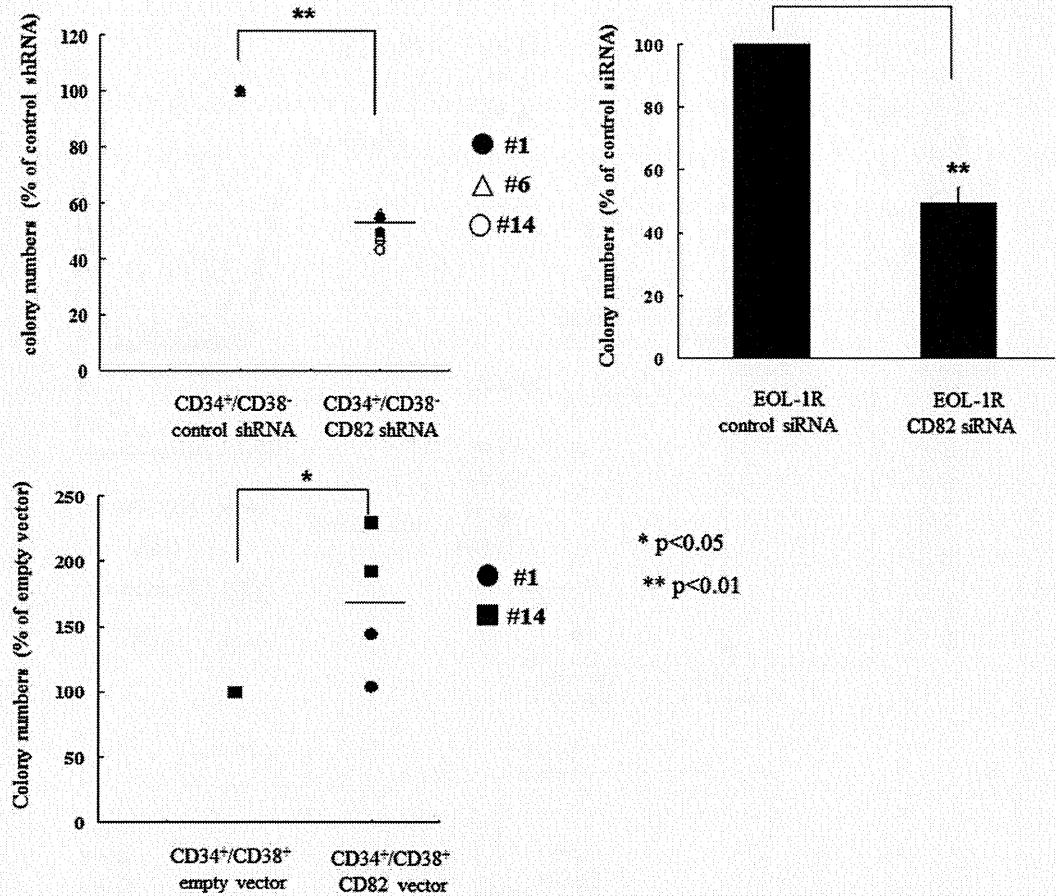 **
colony numbers (% of control shRNA)
120
100
80
60
40
20
0
CD34⁺/CD38⁻
control shRNA
CD34⁺/CD38⁻
CD82 shRNA
#1
#6
#14
Colony numbers (% of control siRNA)
100
80
60
40
20
0
**
EOL-1R
control siRNA
EOL-1R
CD82 siRNA
*
Colony numbers (% of empty vector)
250
200
150
100
50
0
CD34⁺/CD38⁺
empty vector
CD34⁺/CD38⁺
CD82 vector
#1
#14
* p<0.05
** p<0.01